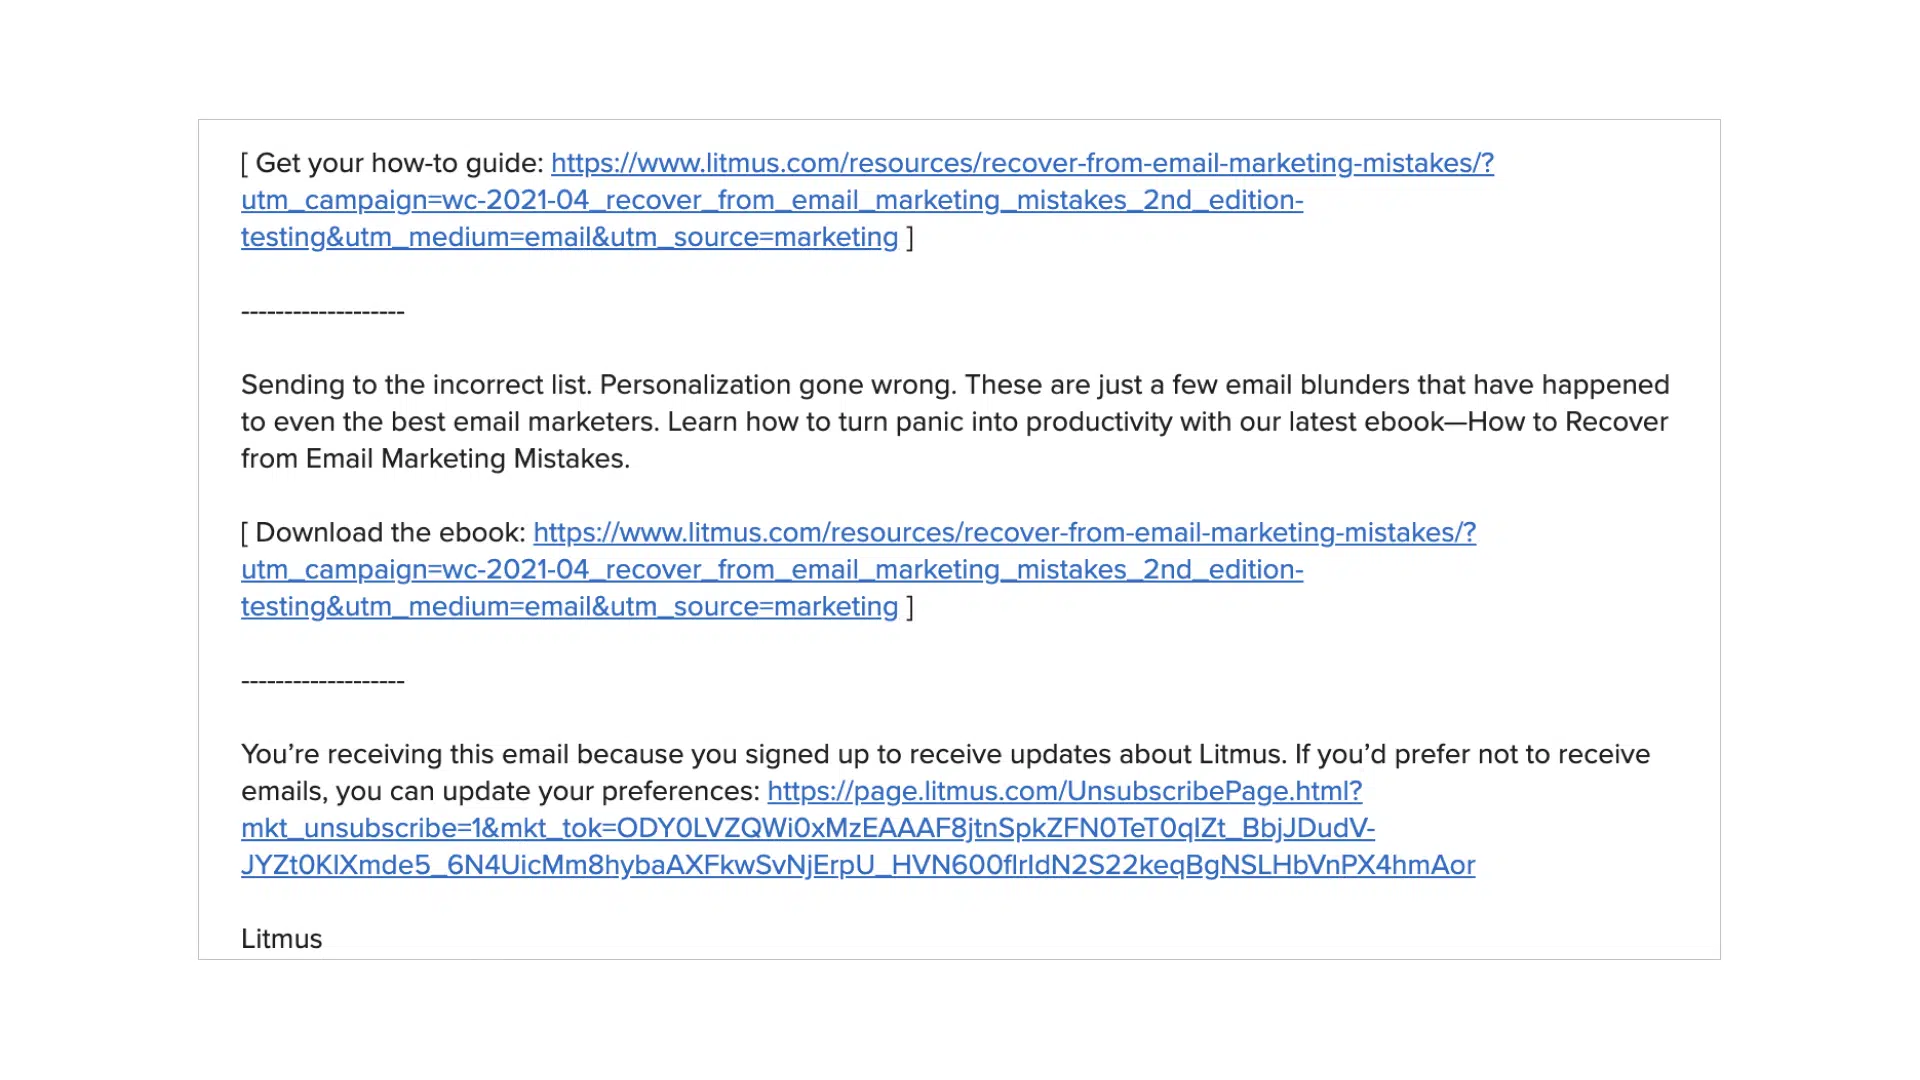 [ Get your how-to guide: https://www.litmus.com/resources/recover-from-email-marketing-mistakes/?
utm_campaign=wc-2021-04_recover_from_email_marketing_mistakes_2nd_edition-
testing&utm_medium=email&utm_source=marketing ]
-------------------
Sending to the incorrect list. Personalization gone wrong. These are just a few email blunders that have happened
to even the best email marketers. Learn how to turn panic into productivity with our latest ebook—How to Recover
from Email Marketing Mistakes.
[ Download the ebook: https://www.litmus.com/resources/recover-from-email-marketing-mistakes/?
utm_campaign=wc-2021-04_recover_from_email_marketing_mistakes_2nd_edition-
testing&utm_medium=email&utm_source=marketing ]
-------------------
You’re receiving this email because you signed up to receive updates about Litmus. If you’d prefer not to receive
emails, you can update your preferences: https://page.litmus.com/UnsubscribePage.html?
mkt_unsubscribe=1&mkt_tok=ODY0LVZQWi0xMzEAAAF8jtnSpkZFN0TeT0qIZt_BbjJDudV-
JYZt0KIXmde5_6N4UicMm8hybaAXFkwSvNjErpU_HVN600flrIdN2S22keqBgNSLHbVnPX4hmAor
Litmus